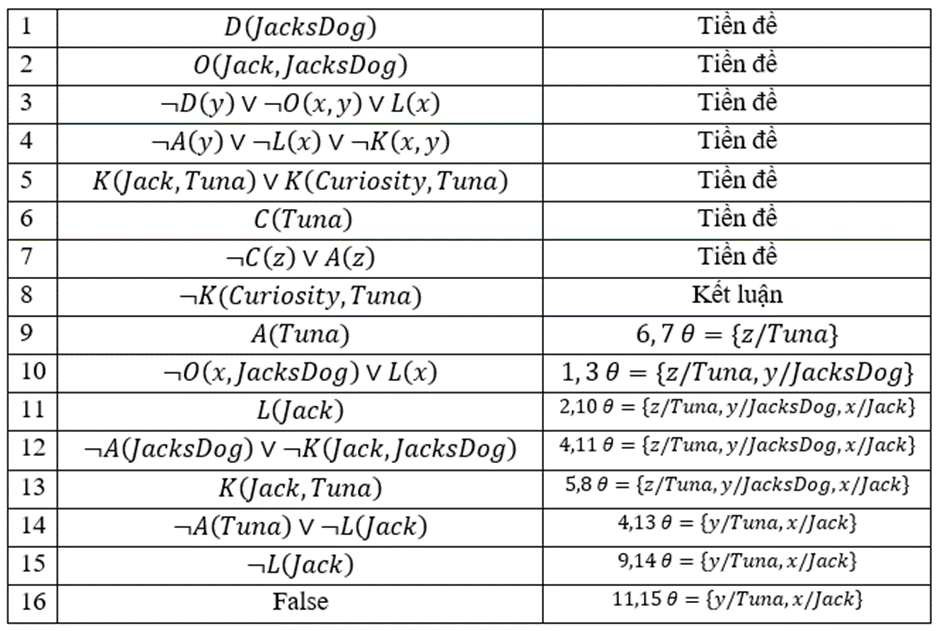 1 D(JacksDog) Tiền đề
2 O(Jack,JacksDog) Tiền đề
3 ¬D(y) ∨ ¬O(x,y) ∨ L(x) Tiền đề
4 ¬A(y) ∨ ¬L(x) ∨ ¬K(x,y) Tiền đề
5 K(Jack,Tuna) ∨ K(Curiosity,Tuna) Tiền đề
6 C(Tuna) Tiền đề
7 ¬C(z) ∨ A(z) Tiền đề
8 ¬K(Curiosity,Tuna) Kết luận
9 A(Tuna) 6,7 θ = {z/Tuna}
10 ¬O(x,JacksDog) ∨ L(x) 1,3 θ = {z/Tuna,y/JacksDog}
11 L(Jack) 2,10 θ = {z/Tuna,y/JacksDog,x/Jack}
12 ¬A(JacksDog) ∨ ¬K(Jack,JacksDog) 4,11 θ = {z/Tuna,y/JacksDog,x/Jack}
13 K(Jack,Tuna) 5,8 θ = {z/Tuna,y/JacksDog,x/Jack}
14 ¬A(Tuna) ∨ ¬L(Jack) 4,13 θ = {y/Tuna,x/Jack}
15 ¬L(Jack) 9,14 θ = {y/Tuna,x/Jack}
16 False 11,15 θ = {y/Tuna,x/Jack}